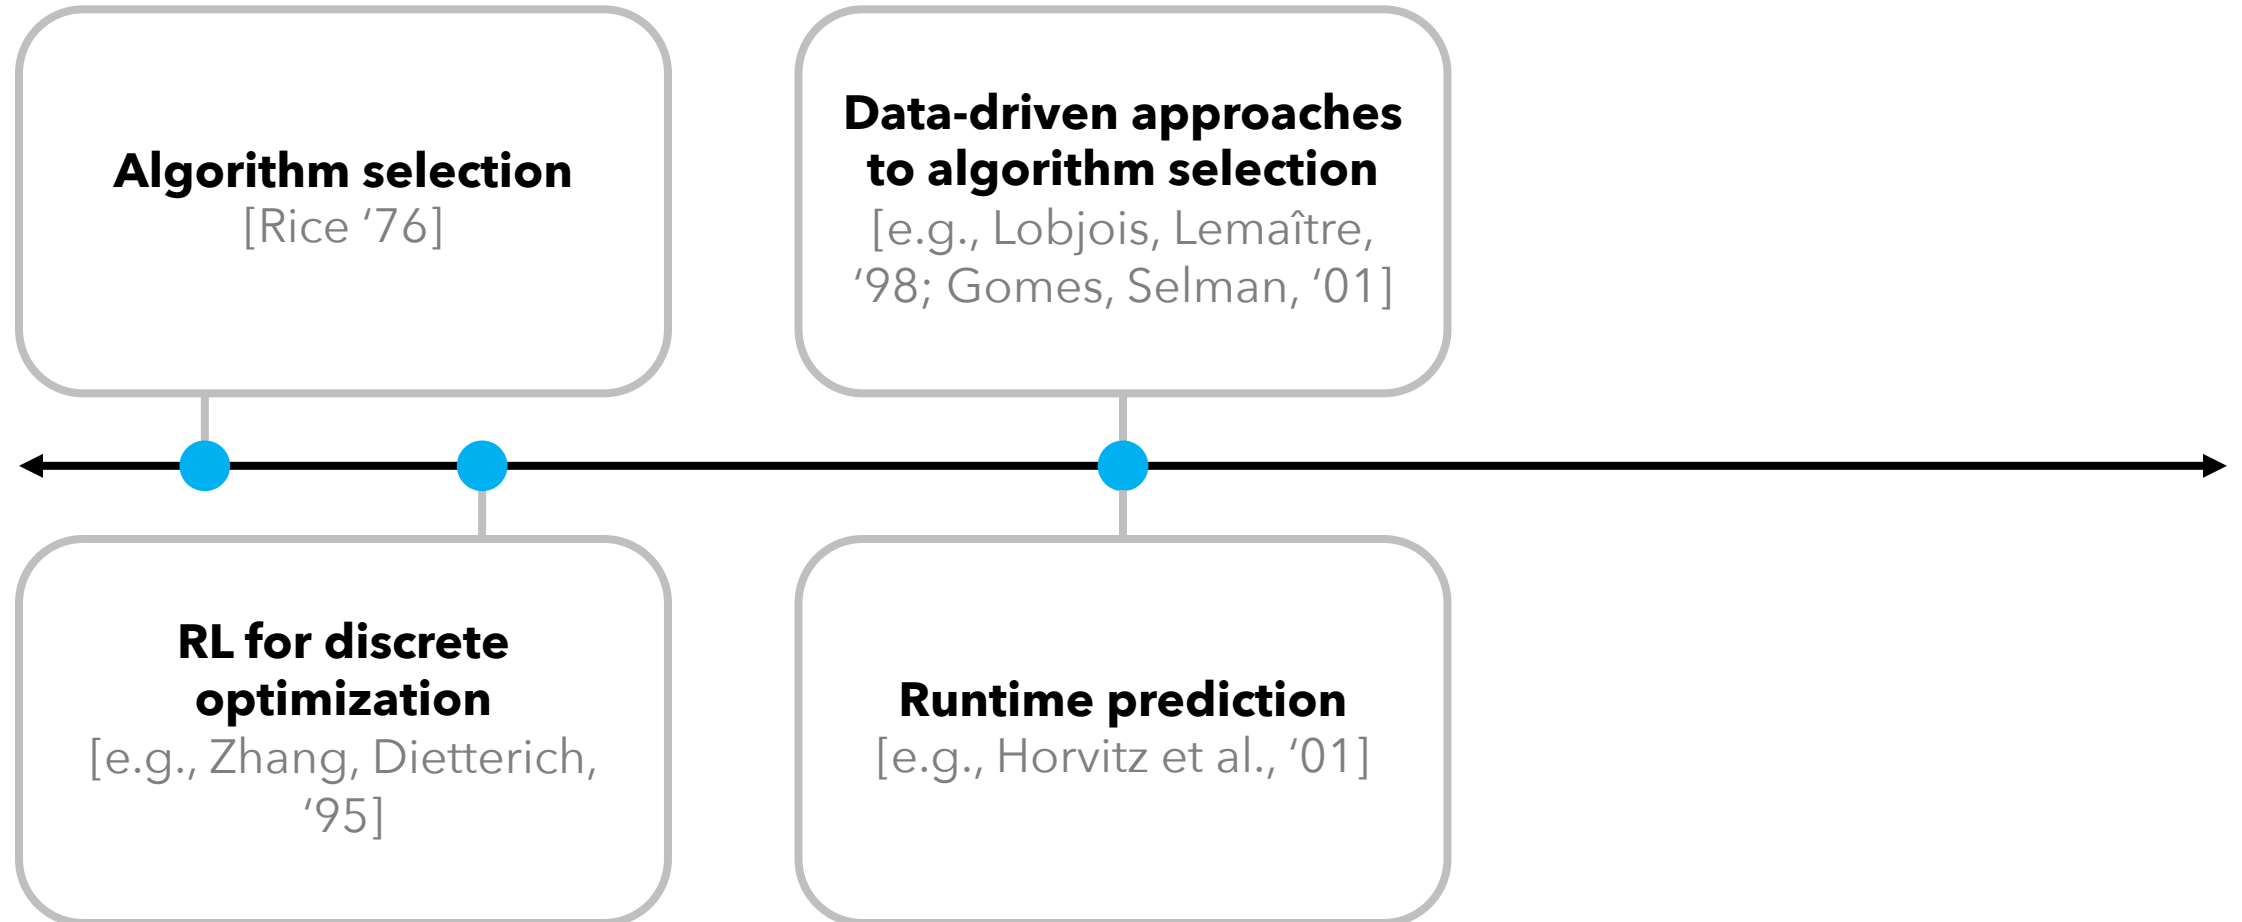 Algorithm selection
[Rice ‘76]
Data-driven approaches
to algorithm selection
[e.g., Lobjois, Lemaître,
‘98; Gomes, Selman, ‘01]
RL for discrete
optimization
[e.g., Zhang, Dietterich,
‘95]
Runtime prediction
[e.g., Horvitz et al., ‘01]